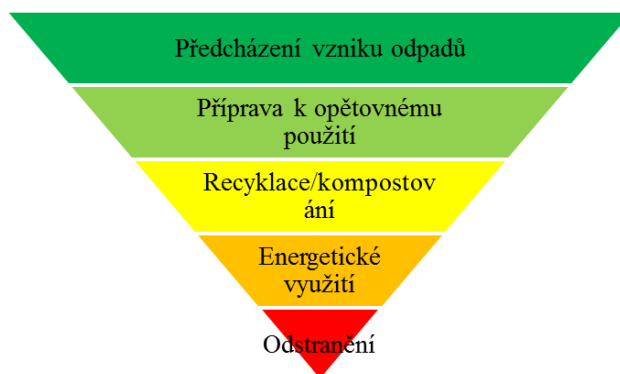 Předcházení vzniku odpadů
Příprava k opětovnému
použití
Recyklace/kompostov
ání
Energetické
využití
Odstranění